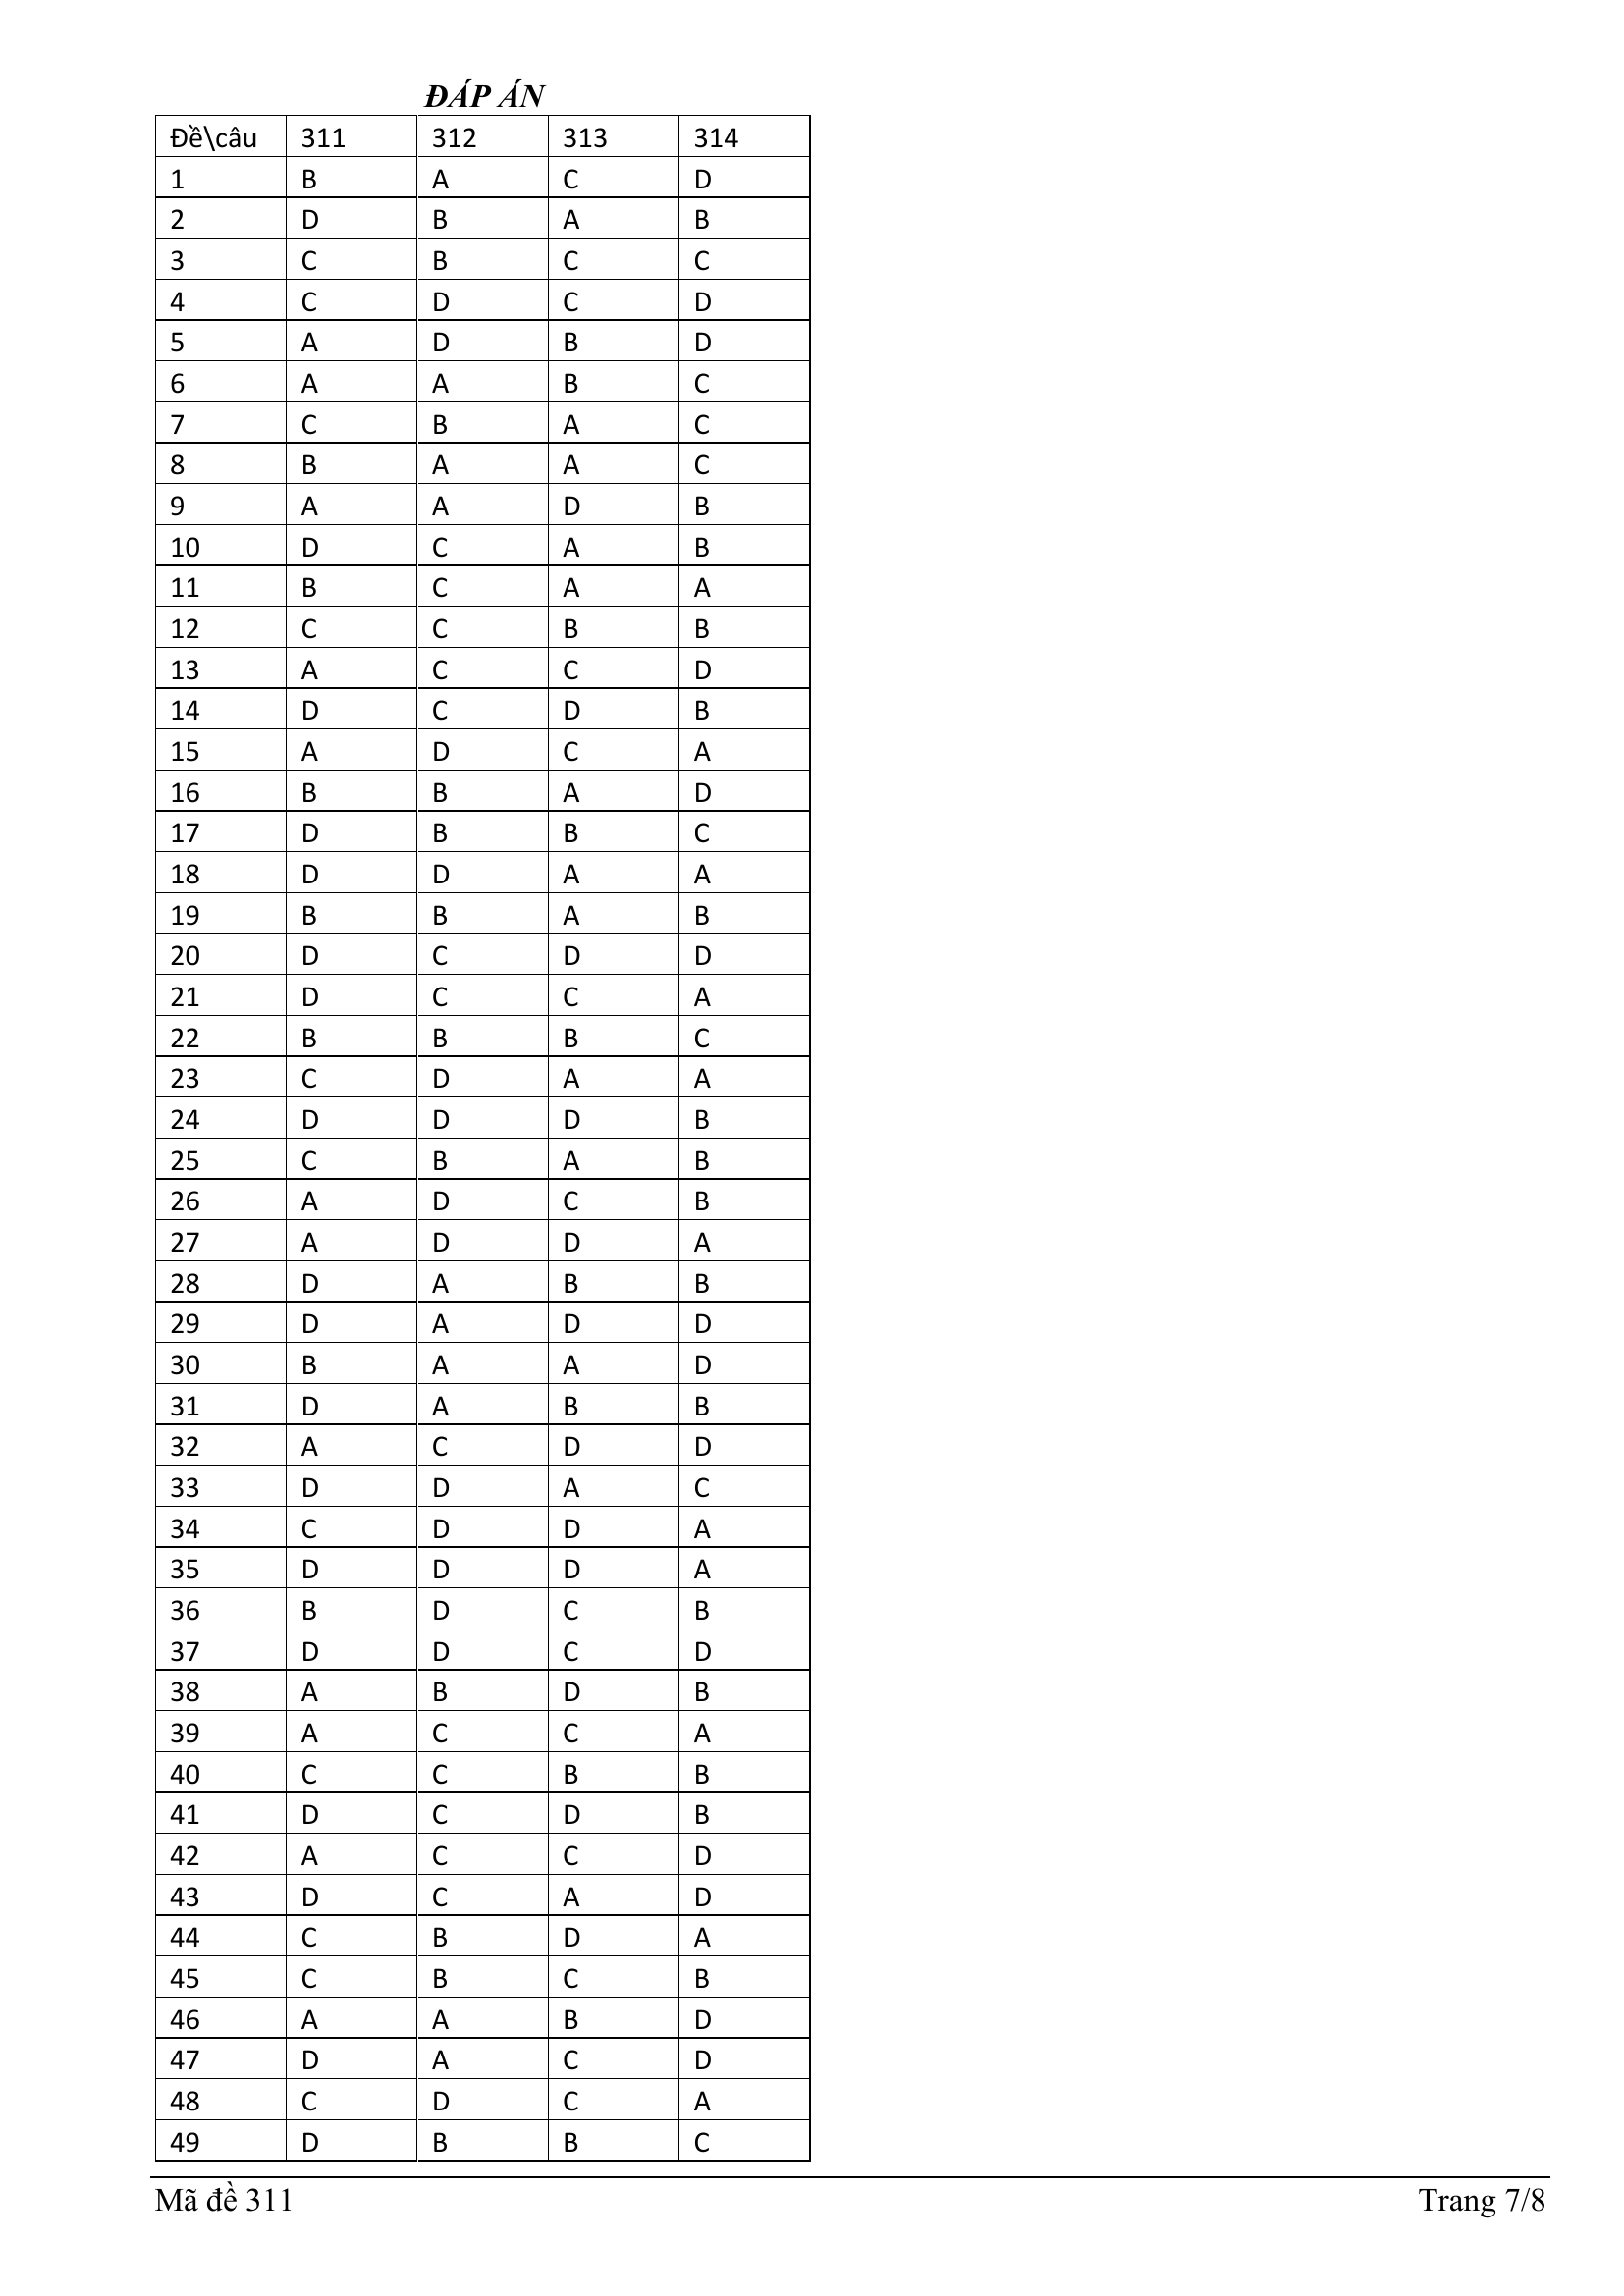 ĐÁP ÁN
Đề\câu 311 312 313 314
1 B A C D
2 D B A B
3 C B C C
4 C D C D
5 A D B D
6 A A B C
7 C B A C
8 B A A C
9 A A D B
10 D C A B
11 B C A A
12 C C B B
13 A C C D
14 D C D B
15 A D C A
16 B B A D
17 D B B C
18 D D A A
19 B B A B
20 D C D D
21 D C C A
22 B B B C
23 C D A A
24 D D D B
25 C B A B
26 A D C B
27 A D D A
28 D A B B
29 D A D D
30 B A A D
31 D A B B
32 A C D D
33 D D A C
34 C D D A
35 D D D A
36 B D C B
37 D D C D
38 A B D B
39 A C C A
40 C C B B
41 D C D B
42 A C C D
43 D C A D
44 C B D A
45 C B C B
46 A A B D
47 D A C D
48 C D C A
49 D B B C
Mã đề 311 Trang 7/8